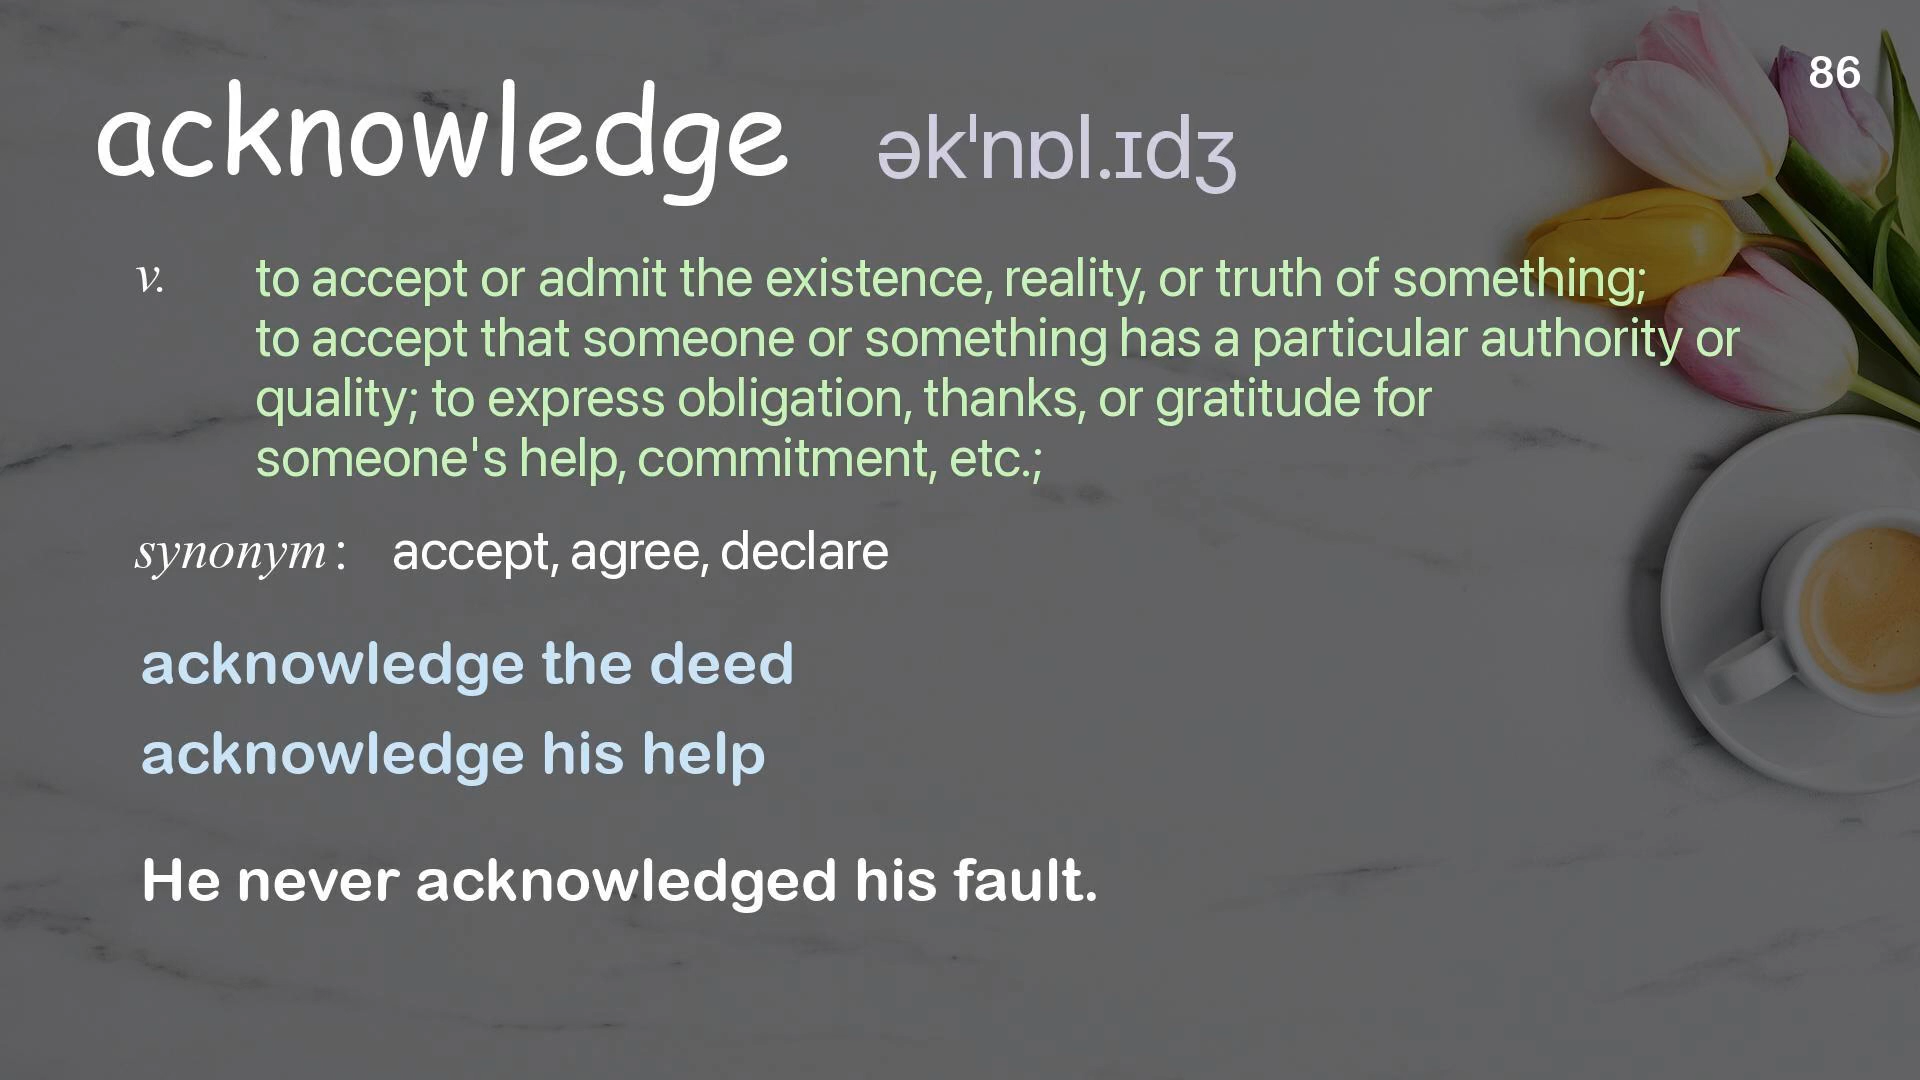 86
acknowledge əkˈnɒl.ɪdʒ
v. to accept or admit the existence, reality, or truth of something;
to accept that someone or something has a particular authority or
quality; to express obligation, thanks, or gratitude for
someone's help, commitment, etc.;
synonym: accept, agree, declare
acknowledge the deed
acknowledge his help
He never acknowledged his fault.